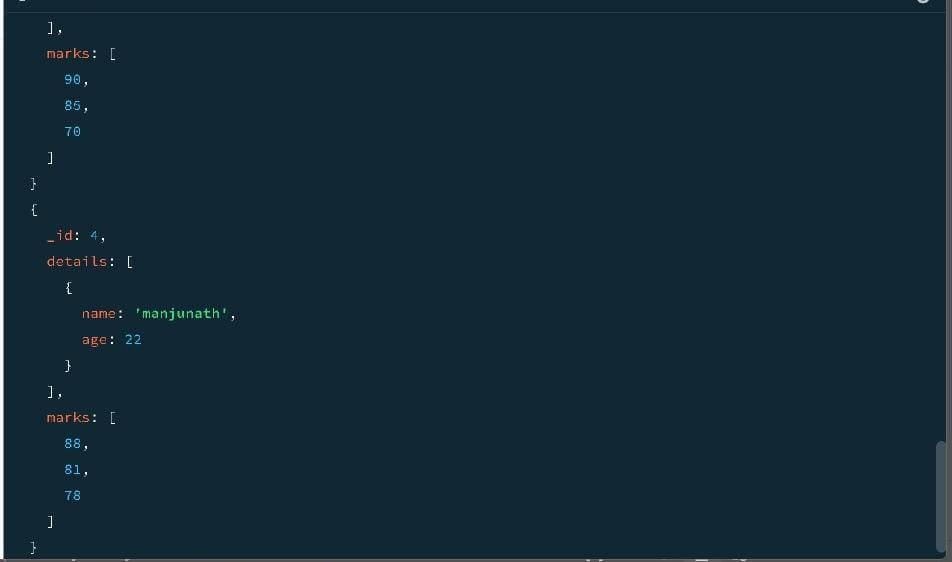 ],
marks: [
90,
85,
70
]
}
{
_id: 4,
details: [
{
name: 'manjunath',
age: 22
}
],
marks: [
88,
81,
78
]
}